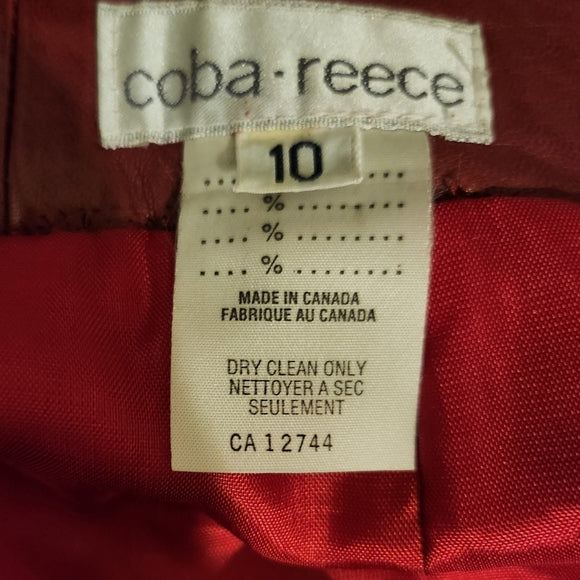 coba·reece
10
.... % ........
.... % ........
.... % ........
MADE IN CANADA
FABRIQUE AU CANADA
DRY CLEAN ONLY
NETTOYER A SEC
SEULEMENT
CA 12744